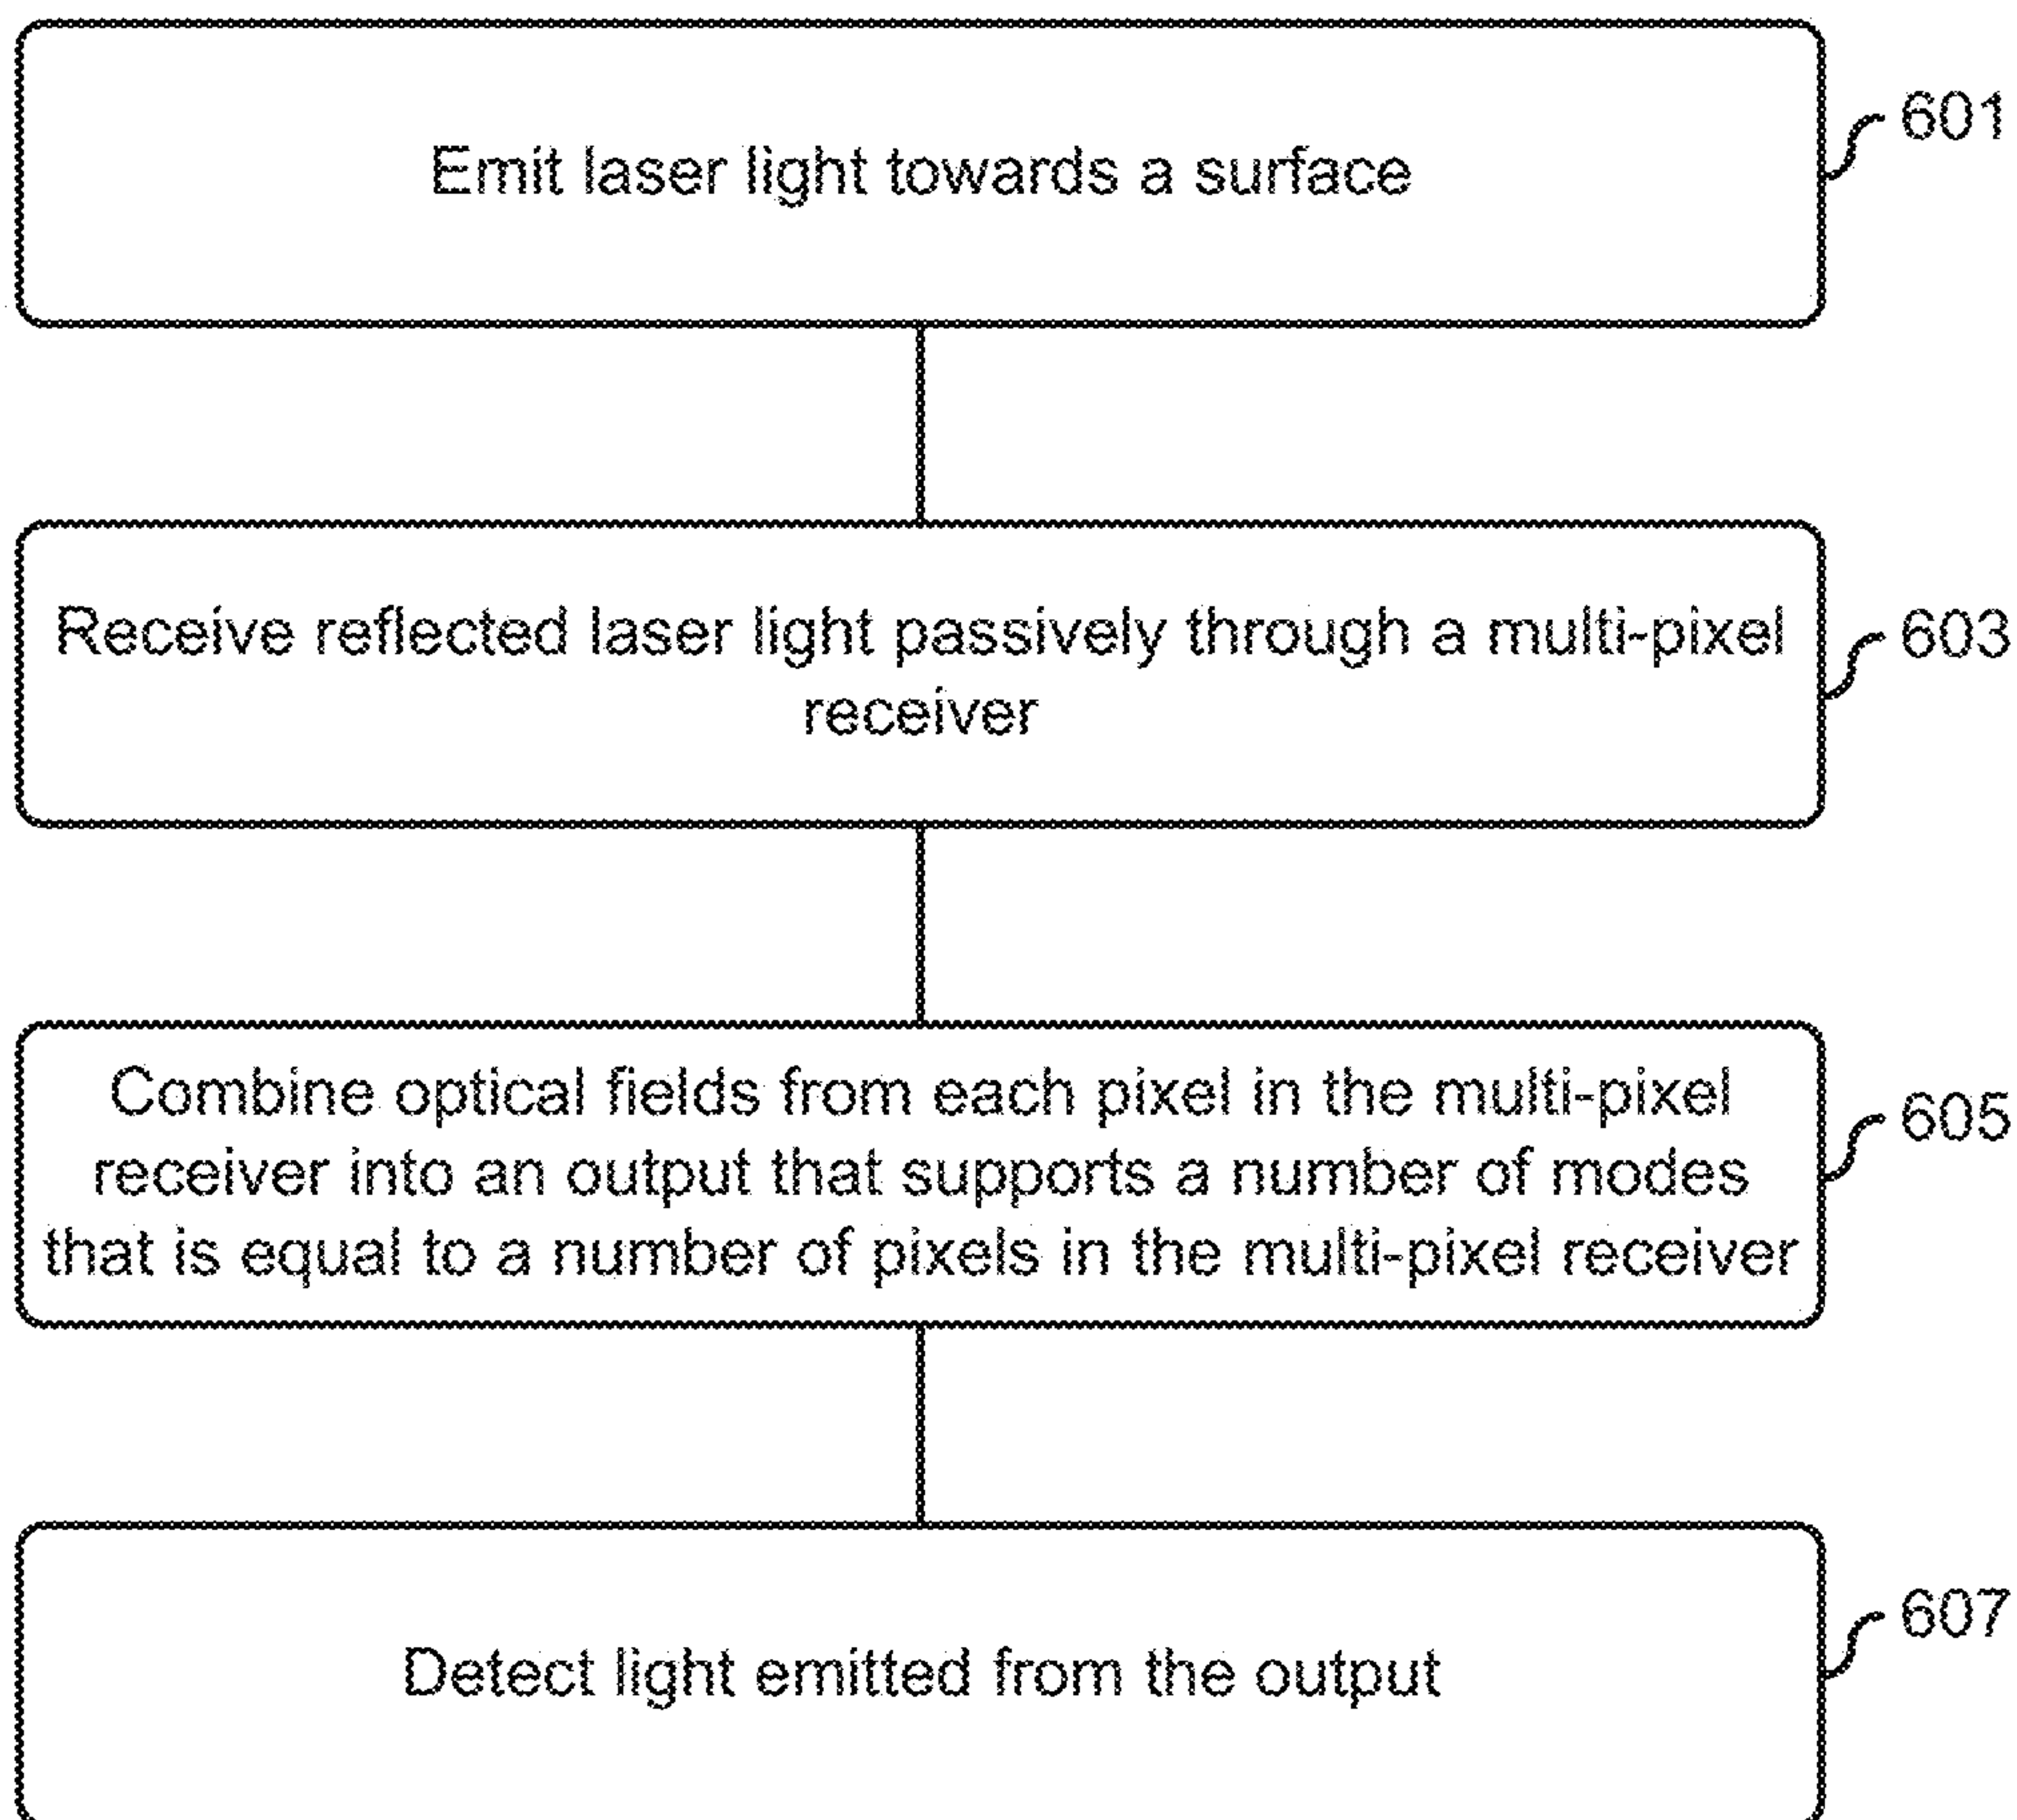 Emit laser light towards a surface
601
Receive reflected laser light passively through a multi-pixel
receiver
603
Combine optical fields from each pixel in the multi-pixel
receiver into an output that supports a number of modes
that is equal to a number of pixels in the multi-pixel receiver
605
Detect light emitted from the output
607